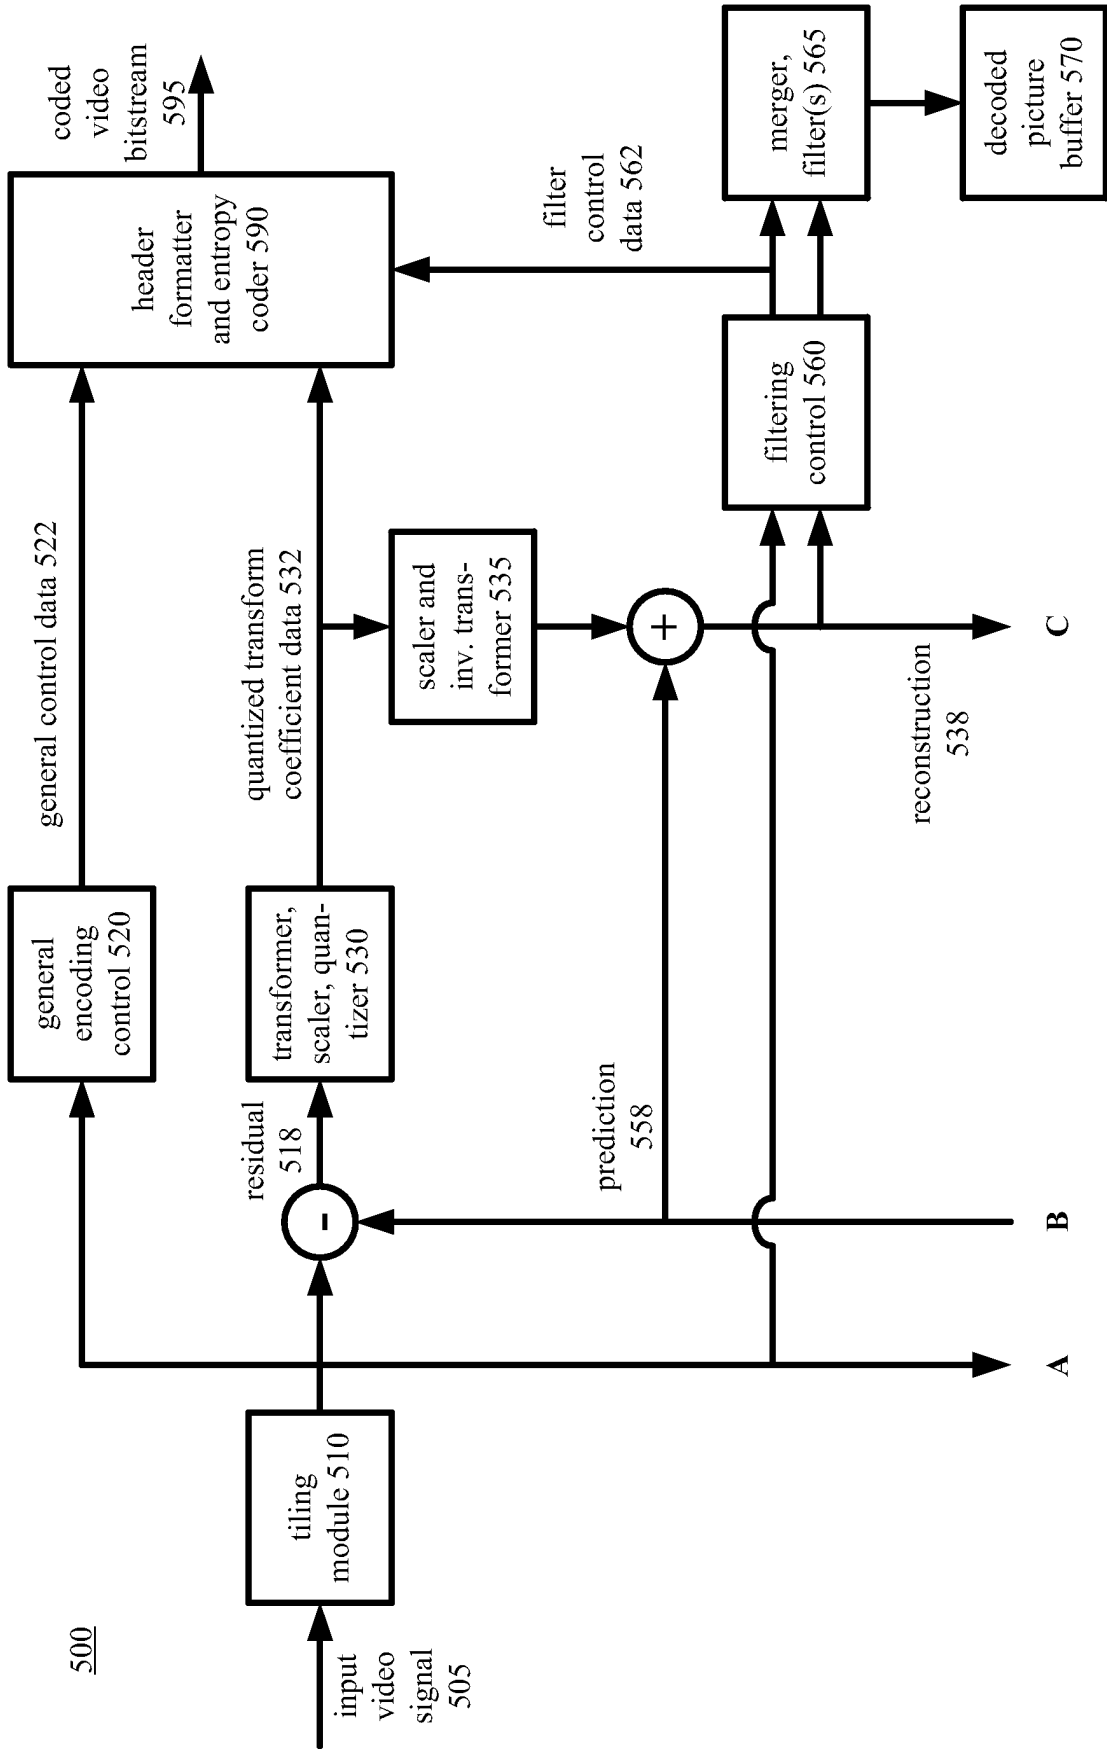 500
input
video
signal
505
tiling
module 510
general
encoding
control 520
general control data 522
header
formatter
and entropy
coder 590
coded
video
bitstream
595
residual
518
-
transformer,
scaler, quan-
tizer 530
quantized transform
coefficient data 532
scaler and
inv. trans-
former 535
+
prediction
558
filtering
control 560
filter
control
data 562
merger,
filter(s) 565
decoded
picture
buffer 570
reconstruction
538
A
B
C